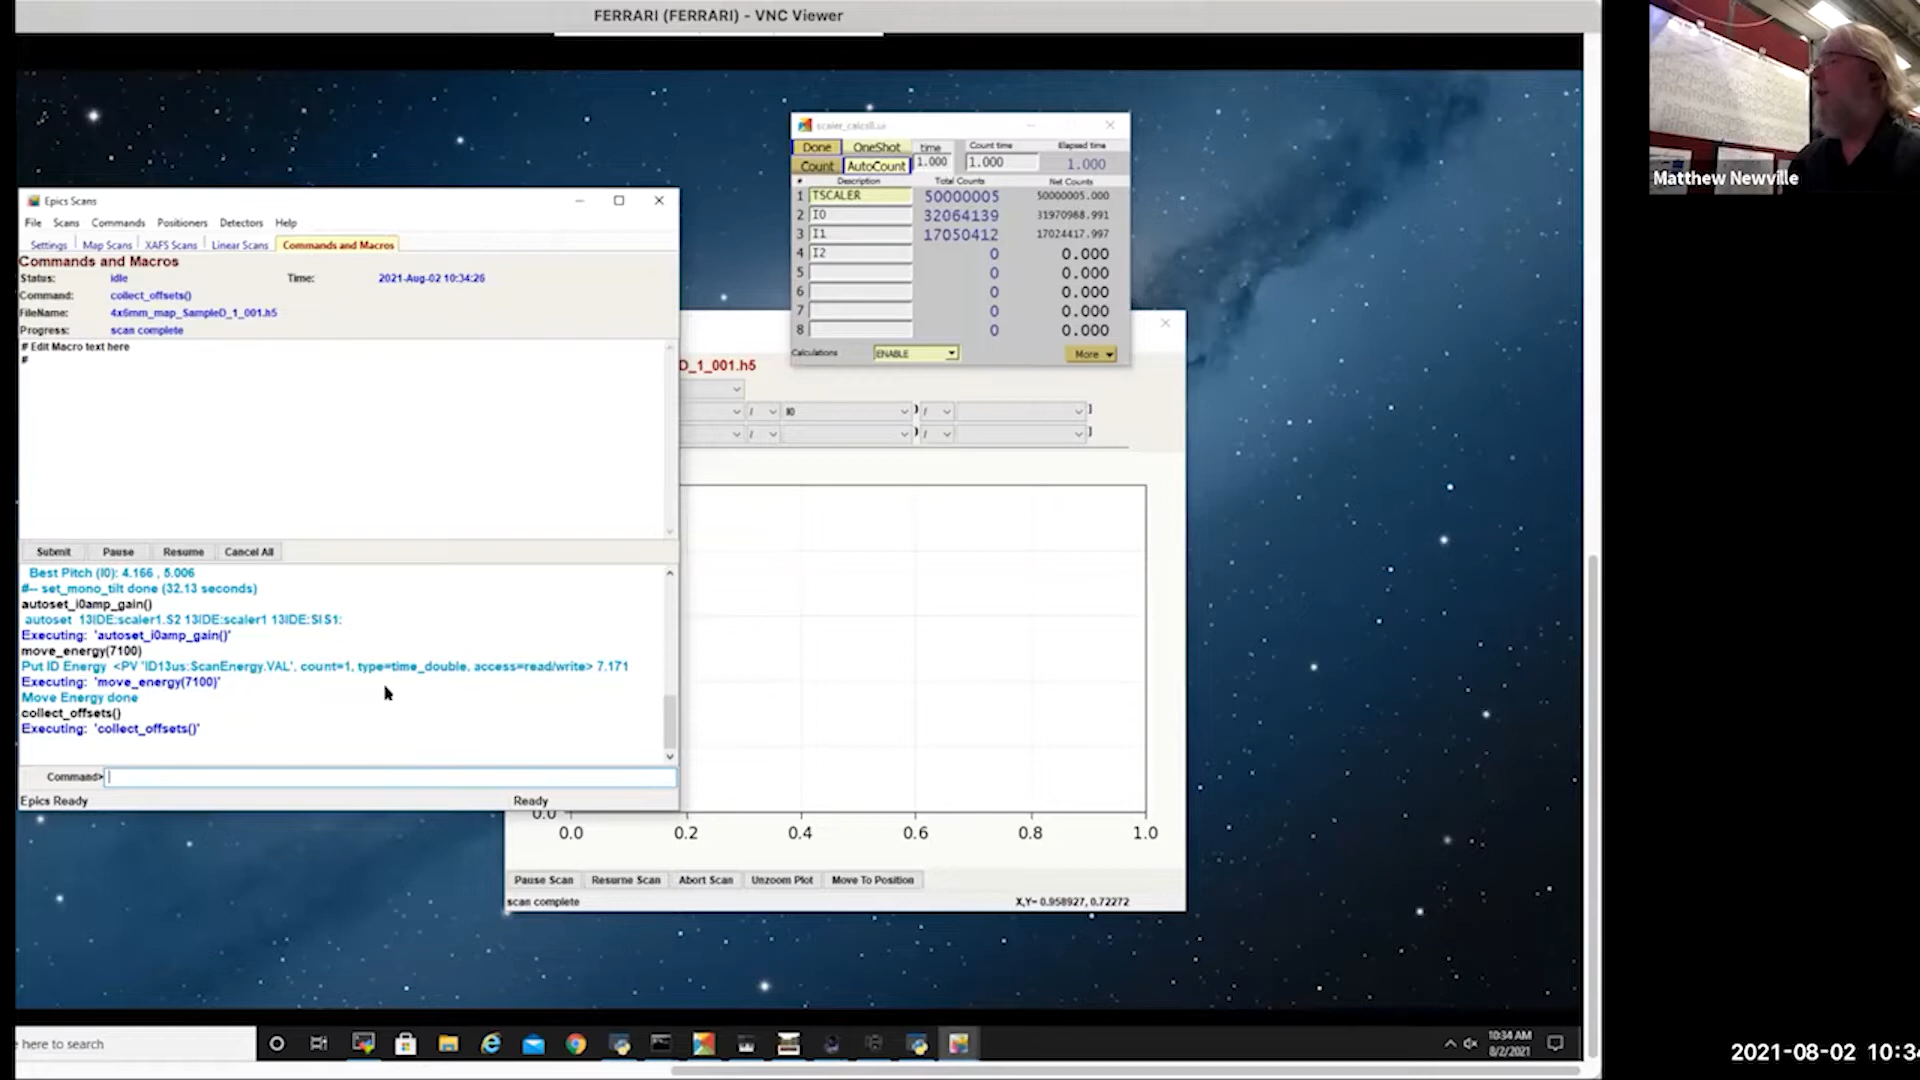 FERRARI (FERRARI) - VNC Viewer
Matthew Newville
scaler_calcs8.ui
Done OneShot time Count time Elapsed time
Count AutoCount 1.000 1.000 1.000
# Description Total Counts Net Counts
1 TSCALER 50000005 50000005.000
2 I0 32064139 31970988.991
3 I1 17050412 17024417.997
4 I2 0 0.000
5 0 0.000
6 0 0.000
7 0 0.000
8 0 0.000
Calculations ENABLE More
Epics Scans
File Scans Commands Positioners Detectors Help
Settings Map Scans XAFS Scans Linear Scans Commands and Macros
Commands and Macros
Status: idle Time: 2021-Aug-02 10:34:26
Command: collect_offsets()
FileName: 4x6mm_map_SampleD_1_001.h5
Progress: scan complete
# Edit Macro text here
#
Submit Pause Resume Cancel All
Best Pitch (I0): 4.166 , 5.006
#-- set_mono_tilt done (32.13 seconds)
autoset_i0amp_gain()
autoset 13IDE:scaler1.S2 13IDE:scaler1 13IDE:SIS1:
Executing: 'autoset_i0amp_gain()'
move_energy(7100)
Put ID Energy <PV 'ID13us:ScanEnergy.VAL', count=1, type=time_double, access=read/write> 7.171
Executing: 'move_energy(7100)'
Move Energy done
collect_offsets()
Executing: 'collect_offsets()'
Command>
Epics Ready Ready
D_1_001.h5
/ I0 ) / ]
/ ) / ]
0.0
0.0 0.2 0.4 0.6 0.8 1.0
Pause Scan Resume Scan Abort Scan Unzoom Plot Move To Position
scan complete X,Y= 0.958927, 0.72272
here to search
10:34 AM
8/2/2021
2021-08-02 10:34